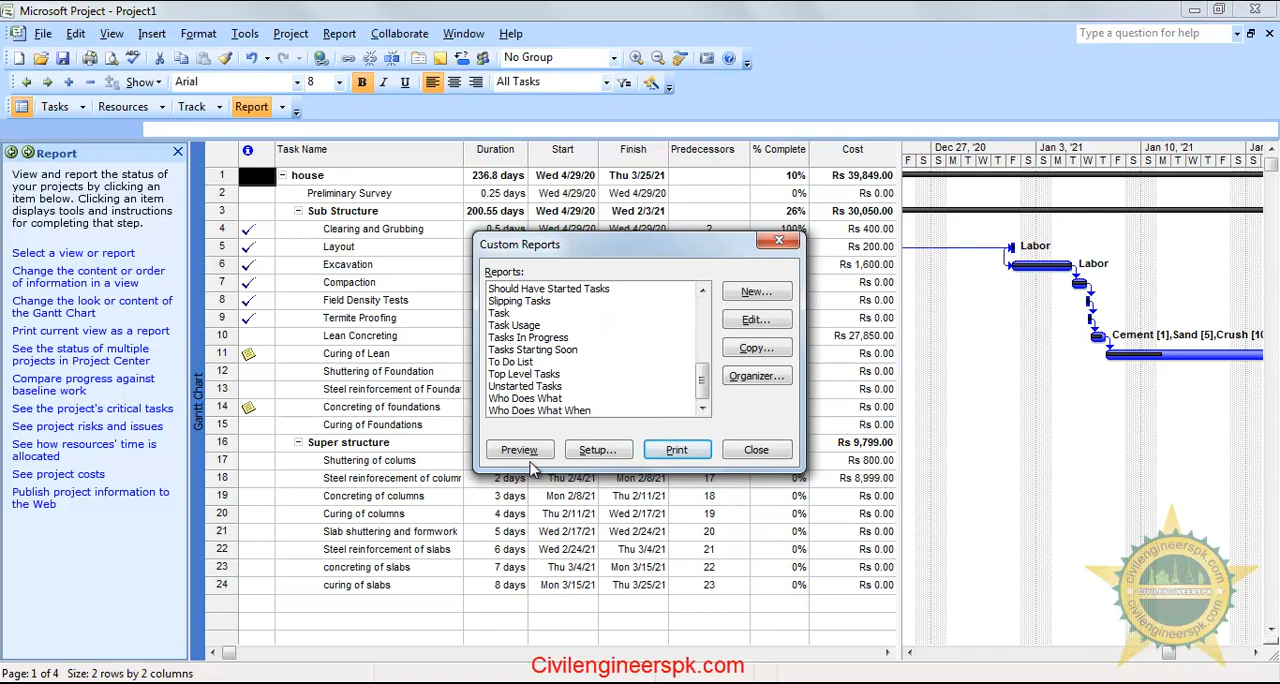 Microsoft Project - Project1
File Edit View Insert Format Tools Project Report Collaborate Window Help
Type a question for help
No Group
Show Arial 8 B I U All Tasks
Tasks Resources Track Report
Report
View and report the status of
your projects by clicking an
item below. Clicking an item
displays tools and instructions
for completing that step.
Select a view or report
Change the content or order
of information in a view
Change the look or content of
the Gantt Chart
Print current view as a report
See the status of multiple
projects in Project Center
Compare progress against
baseline work
See the project's critical tasks
See project risks and issues
See how resources' time is
allocated
See project costs
Publish project information to
the Web
Gantt Chart
Task Name Duration Start Finish Predecessors % Complete Cost
1 house 236.8 days Wed 4/29/20 Thu 3/25/21 10% Rs 39,849.00
2 Preliminary Survey 0.25 days Wed 4/29/20 Wed 4/29/20 0% Rs 0.00
3 Sub Structure 200.55 days Wed 4/29/20 Wed 2/3/21 26% Rs 30,050.00
4 Clearing and Grubbing 0.5 days Wed 4/29/20 Wed 4/29/20 2 100% Rs 400.00
5 Layout Rs 200.00
6 Excavation Rs 1,600.00
7 Compaction Rs 0.00
8 Field Density Tests Rs 0.00
9 Termite Proofing Rs 0.00
10 Lean Concreting Rs 27,850.00
11 Curing of Lean Rs 0.00
12 Shuttering of Foundation Rs 0.00
13 Steel reinforcement of Founda Rs 0.00
14 Concreting of foundations Rs 0.00
15 Curing of Foundations Rs 0.00
16 Super structure Rs 9,799.00
17 Shuttering of colums Rs 800.00
18 Steel reinforecement of column 2 days Thu 2/4/21 Mon 2/8/21 17 0% Rs 8,999.00
19 Concreting of columns 3 days Mon 2/8/21 Thu 2/11/21 18 0% Rs 0.00
20 Curing of columns 4 days Thu 2/11/21 Wed 2/17/21 19 0% Rs 0.00
21 Slab shuttering and formwork 5 days Wed 2/17/21 Wed 2/24/21 20 0% Rs 0.00
22 Steel reinforcement of slabs 6 days Wed 2/24/21 Thu 3/4/21 21 0% Rs 0.00
23 concreting of slabs 7 days Thu 3/4/21 Mon 3/15/21 22 0% Rs 0.00
24 curing of slabs 8 days Mon 3/15/21 Thu 3/25/21 23 0% Rs 0.00
Dec 27, '20 Jan 3, '21 Jan 10, '21 Ja
F S S M T W T F S S M T W T F S S M T W T F S
Labor
Labor
Cement [1],Sand [5],Crush [10
Custom Reports
Reports:
Should Have Started Tasks
Slipping Tasks
Task
Task Usage
Tasks In Progress
Tasks Starting Soon
To Do List
Top Level Tasks
Unstarted Tasks
Who Does What
Who Does What When
New...
Edit...
Copy...
Organizer...
Preview Setup... Print Close
civilengineerspk
CIVILENGINEERSPK
civilengineerspk
Page: 1 of 4 Size: 2 rows by 2 columns
Civilengineerspk.com